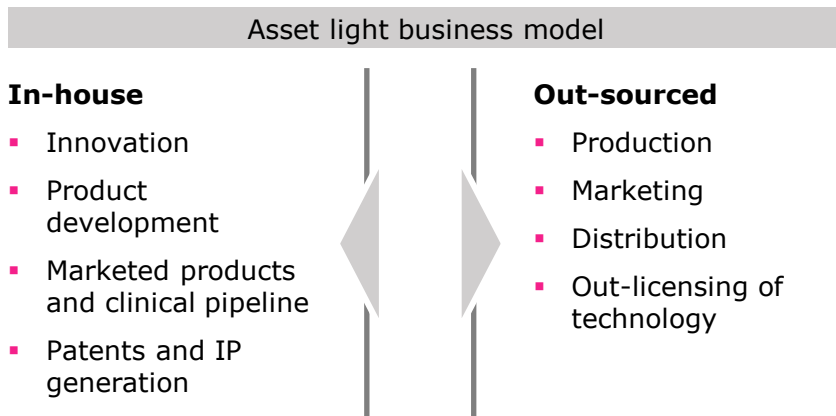 Asset light business model
In-house
▪ Innovation
▪ Product
development
▪ Marketed products
and clinical pipeline
▪ Patents and IP
generation
Out-sourced
▪ Production
▪ Marketing
▪ Distribution
▪ Out-licensing of
technology